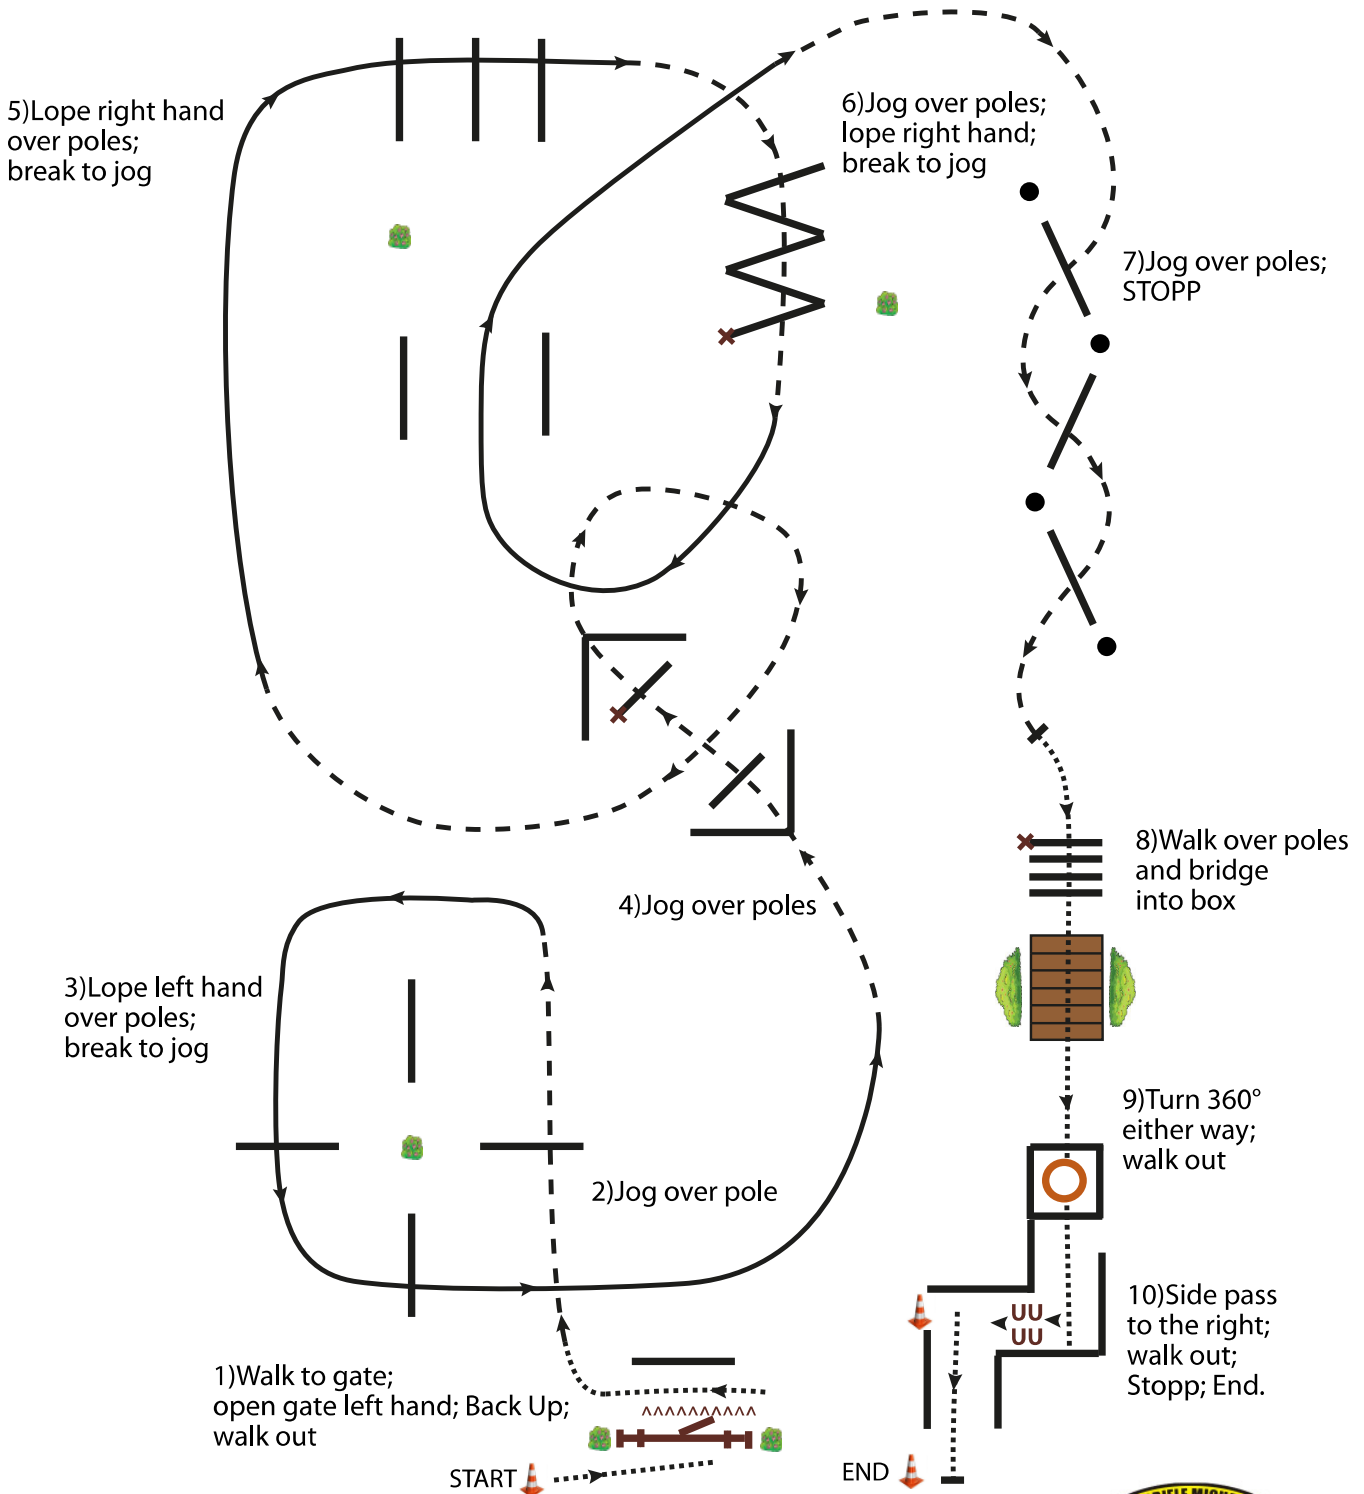 5)Lope right hand
over poles;
break to jog
6)Jog over poles;
lope right hand;
break to jog
7)Jog over poles;
STOPP
8)Walk over poles
and bridge
into box
4)Jog over poles
3)Lope left hand
over poles;
break to jog
9)Turn 360°
either way;
walk out
2)Jog over pole
10)Side pass
to the right;
walk out;
Stopp; End.
UU
UU
1)Walk to gate;
open gate left hand; Back Up;
walk out
START
END